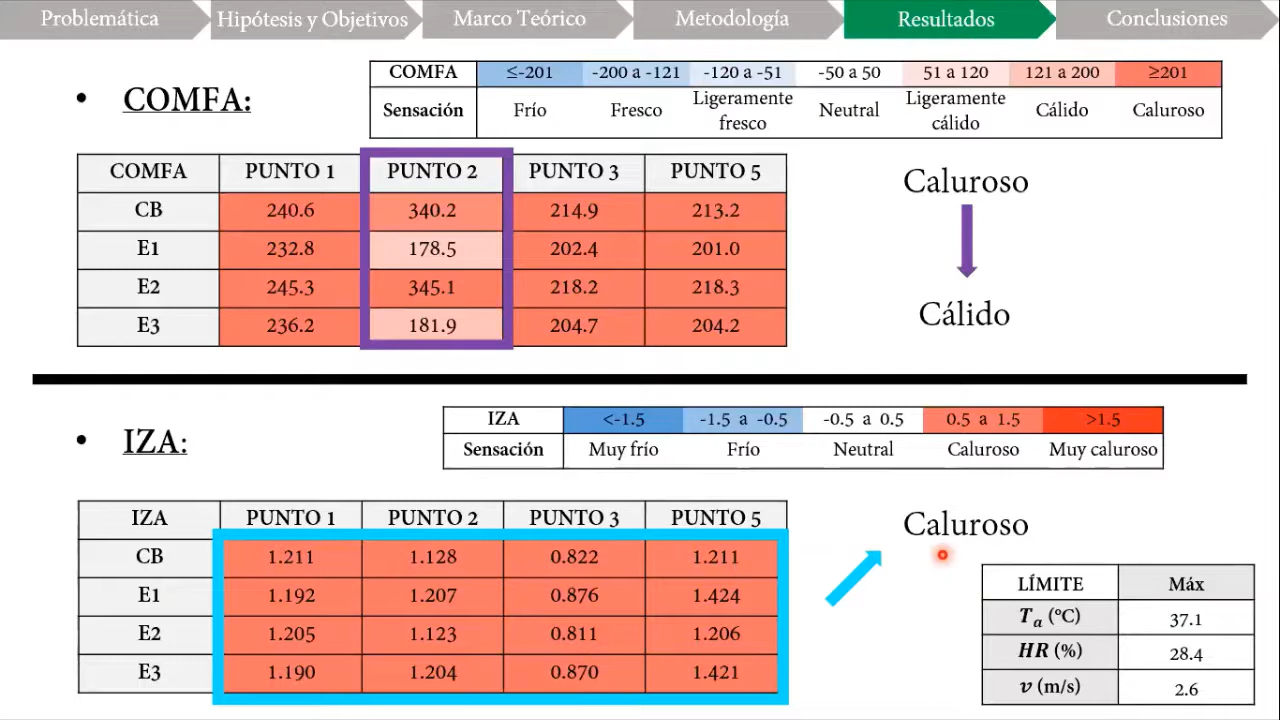 Problemática Hipótesis y Objetivos Marco Teórico Metodología Resultados Conclusiones
• COMFA:
COMFA ≤-201 -200 a -121 -120 a -51 -50 a 50 51 a 120 121 a 200 ≥201
Sensación Frío Fresco Ligeramente fresco Neutral Ligeramente cálido Cálido Caluroso
COMFA PUNTO 1 PUNTO 2 PUNTO 3 PUNTO 5
CB 240.6 340.2 214.9 213.2
E1 232.8 178.5 202.4 201.0
E2 245.3 345.1 218.2 218.3
E3 236.2 181.9 204.7 204.2
Caluroso
Cálido
• IZA:
IZA <-1.5 -1.5 a -0.5 -0.5 a 0.5 0.5 a 1.5 >1.5
Sensación Muy frío Frío Neutral Caluroso Muy caluroso
IZA PUNTO 1 PUNTO 2 PUNTO 3 PUNTO 5
CB 1.211 1.128 0.822 1.211
E1 1.192 1.207 0.876 1.424
E2 1.205 1.123 0.811 1.206
E3 1.190 1.204 0.870 1.421
Caluroso
LÍMITE Máx
Ta (°C) 37.1
HR (%) 28.4
v (m/s) 2.6